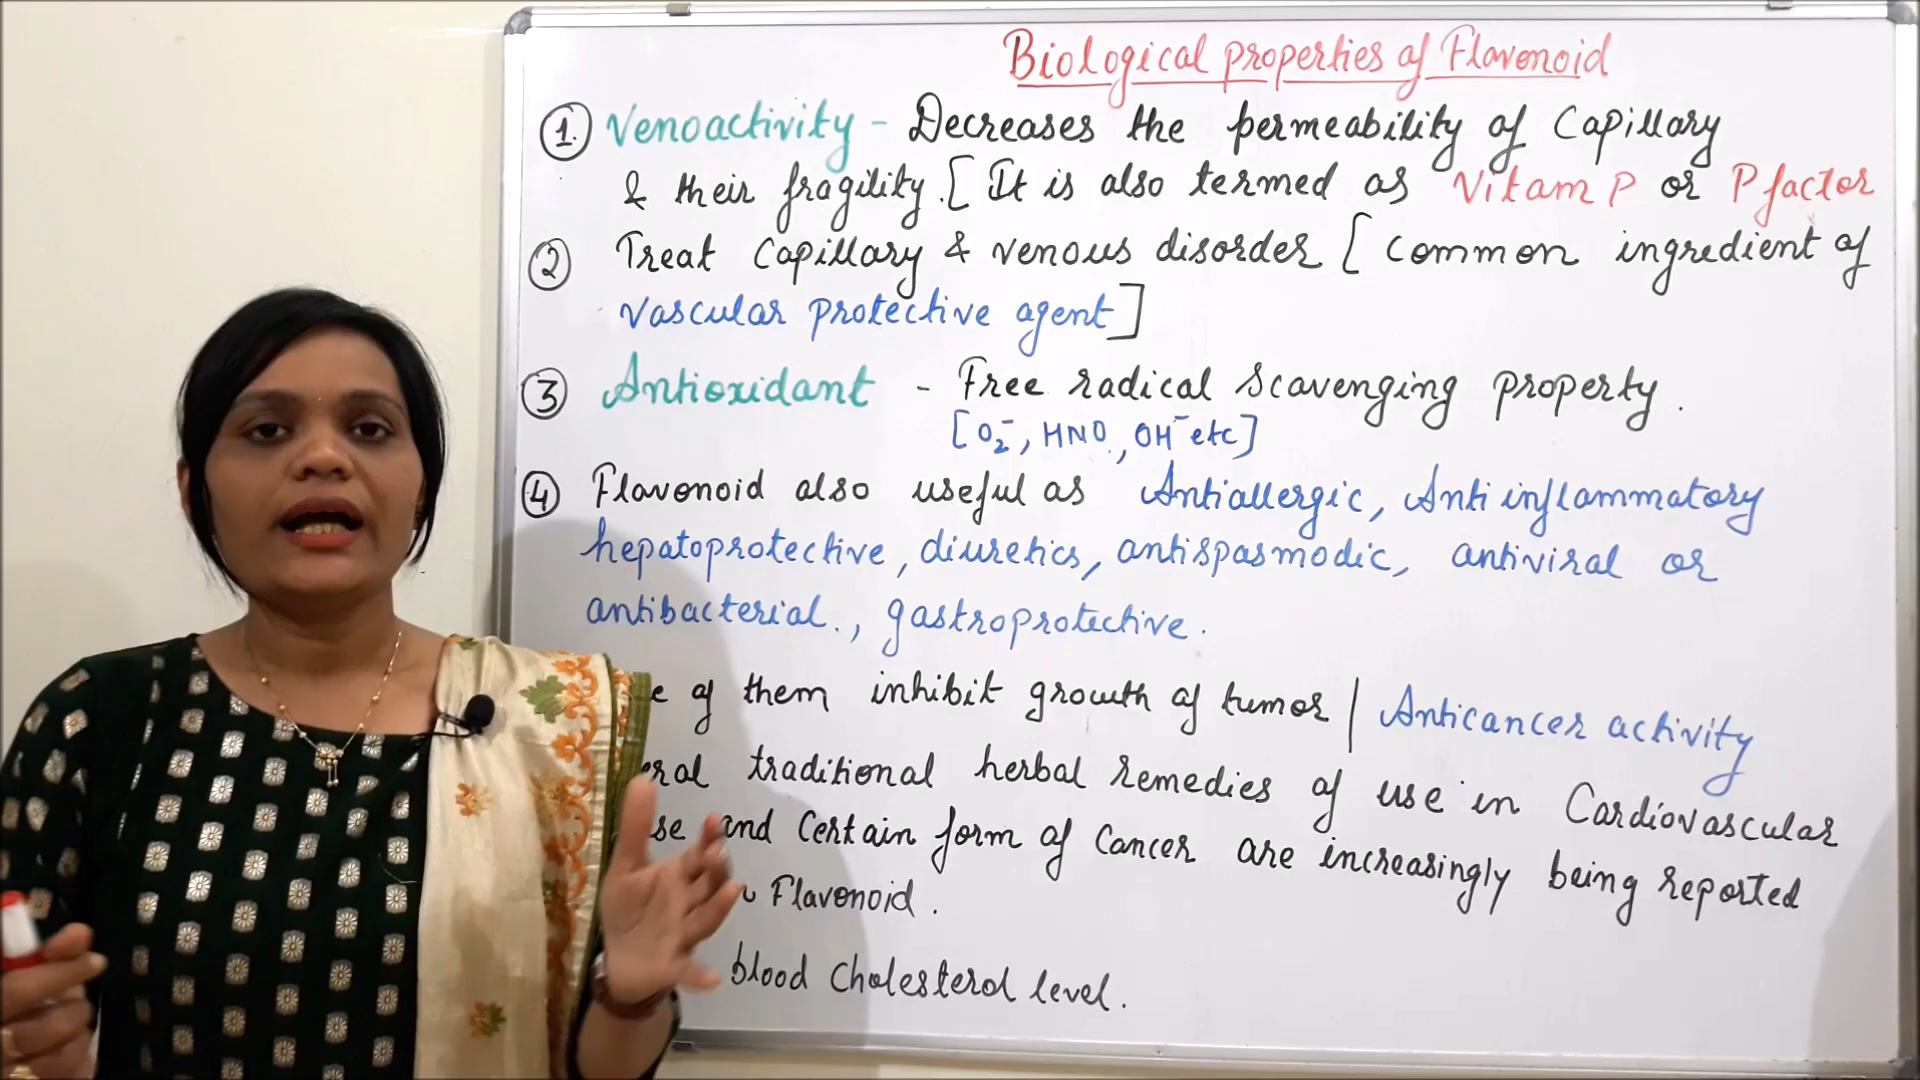 Biological properties of Flavonoid
1. Venoactivity - Decreases the permeability of Capillary
& their fragility. [ It is also termed as Vitam P or P factor
2 Treat Capillary & venous disorder [ Common ingredient of
vascular protective agent ]
3 Antioxidant - Free radical Scavenging property.
[O₂⁻, HNO, OH⁻ etc]
4 Flavonoid also useful as Antiallergic, Anti inflammatory
hepatoprotective, diuretics, antispasmodic, antiviral or
antibacterial., gastroprotective.
of them inhibit growth of tumor | Anticancer activity
traditional herbal remedies of use in Cardiovascular
and Certain form of Cancer are increasingly being reported
Flavonoid.
blood Cholesterol level.